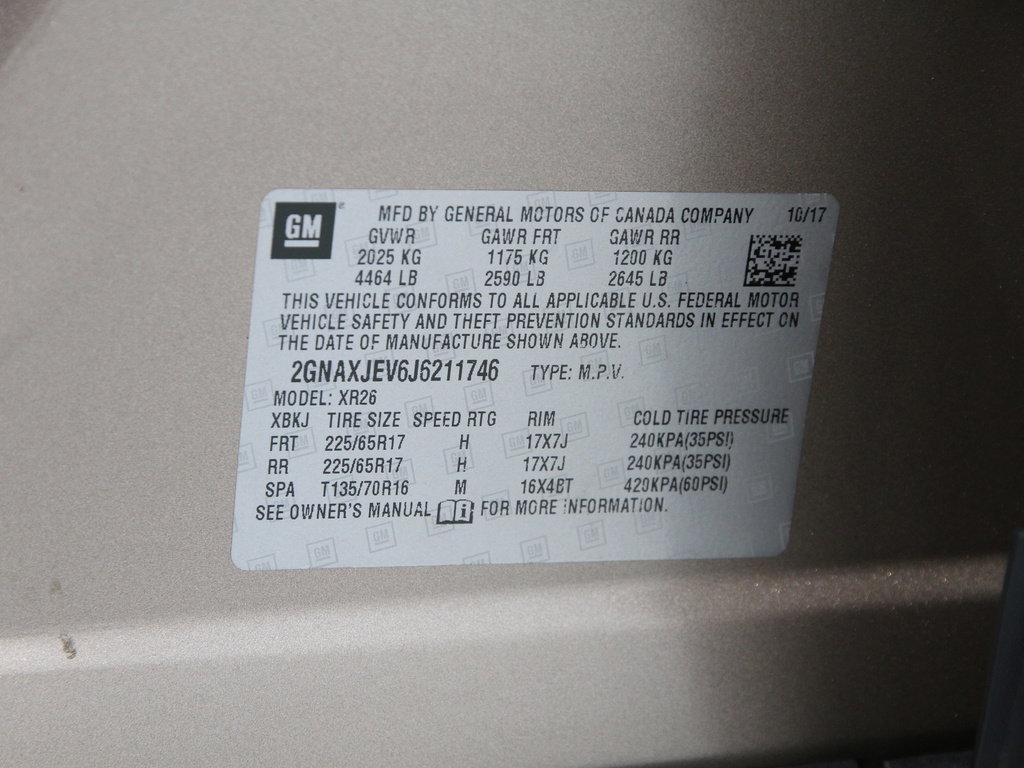 GM ® MFD BY GENERAL MOTORS OF CANADA COMPANY 10/17
GVWR GAWR FRT GAWR RR
2025 KG 1175 KG 1200 KG
4464 LB 2590 LB 2645 LB
THIS VEHICLE CONFORMS TO ALL APPLICABLE U.S. FEDERAL MOTOR
VEHICLE SAFETY AND THEFT PREVENTION STANDARDS IN EFFECT ON
THE DATE OF MANUFACTURE SHOWN ABOVE.
2GNAXJEV6J6211746 TYPE: M.P.V.
MODEL: XR26
XBKJ TIRE SIZE SPEED RTG RIM COLD TIRE PRESSURE
FRT 225/65R17 H 17X7J 240KPA(35PSI)
RR 225/65R17 H 17X7J 240KPA(35PSI)
SPA T135/70R16 M 16X4BT 420KPA(60PSI)
SEE OWNER'S MANUAL i FOR MORE INFORMATION.